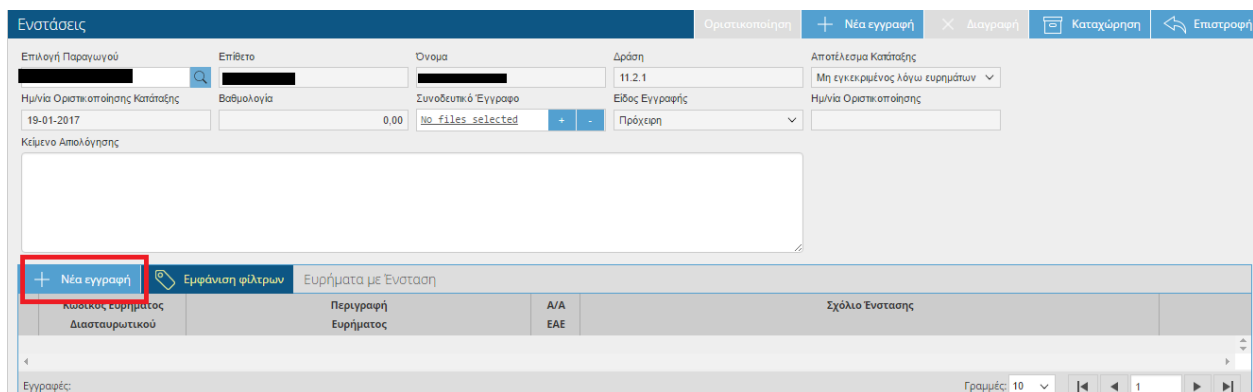 Ενστάσεις Οριστικοποίηση Νέα εγγραφή Διαγραφή Καταχώρηση Επιστροφή
Επιλογή Παραγωγού Επίθετο Όνομα Δράση Αποτέλεσμα Κατάταξης
11.2.1 Μη εγκεκριμένος λόγω ευρημάτων
Ημ/νία Οριστικοποίησης Κατάταξης Βαθμολογία Συνοδευτικό Έγγραφο Είδος Εγγραφής Ημ/νία Οριστικοποίησης
19-01-2017 0,00 No files selected + - Πρόχειρη
Κείμενο Απολόγησης
Νέα εγγραφή Εμφάνιση φίλτρων Ευρήματα με Ένσταση
Κωδικός Ευρήματος Περιγραφή Α/Α Σχόλιο Ένστασης
Διασταυρωτικού Ευρήματος ΕΑΕ
Εγγραφές: Γραμμές: 10 1